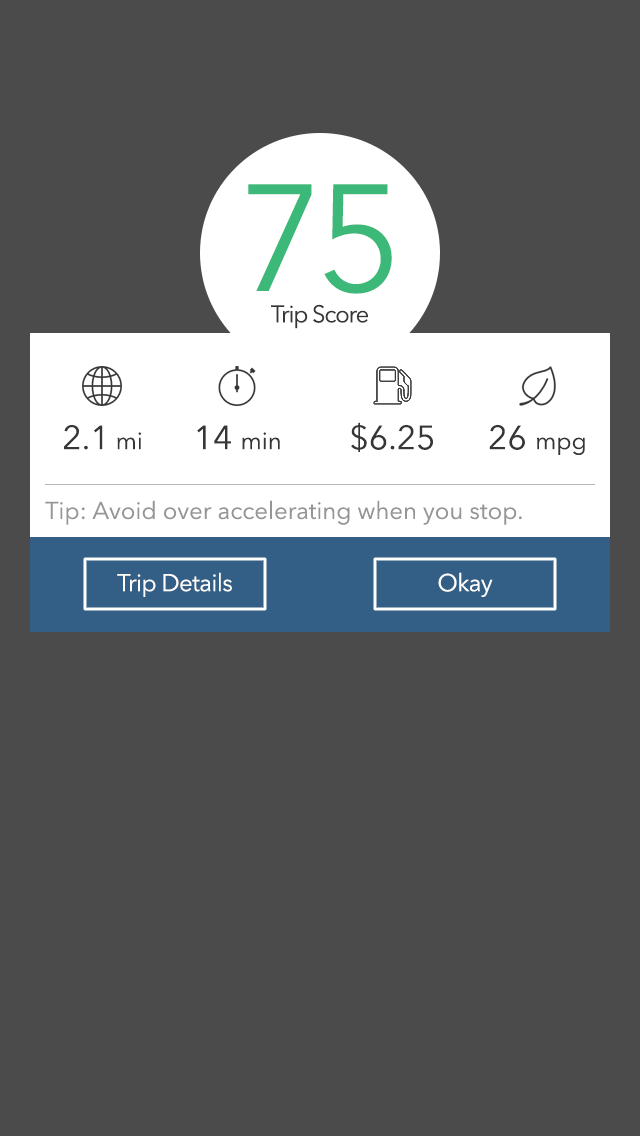 75
Trip Score
2.1 mi 14 min $6.25 26 mpg
Tip: Avoid over accelerating when you stop.
Trip Details Okay